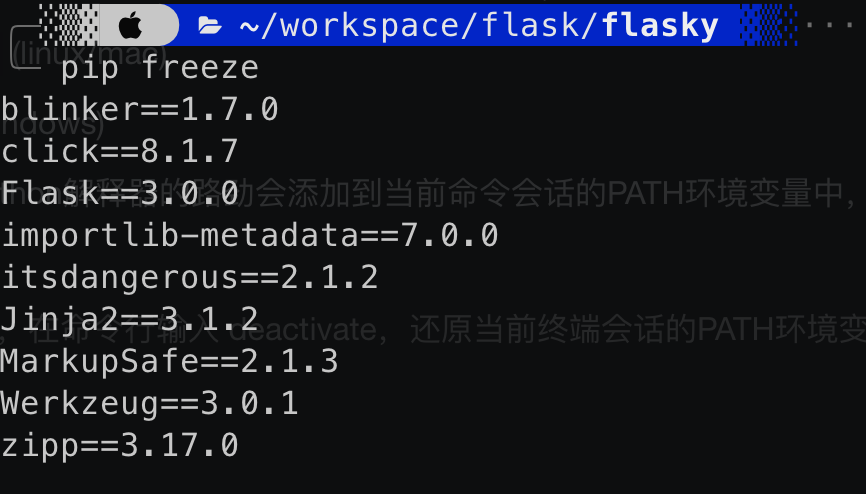 ~/workspace/flask/flasky ···
(linux/mac)
pip freeze
blinker==1.7.0
ndows)
click==8.1.7
Flask==3.0.0
解释器的路动会添加到当前命令会话的PATH环境变量中，
importlib-metadata==7.0.0
itsdangerous==2.1.2
Jinja2==3.1.2
，在命令行输入 deactivate，还原当前终端会话的PATH环境变
MarkupSafe==2.1.3
Werkzeug==3.0.1
zipp==3.17.0